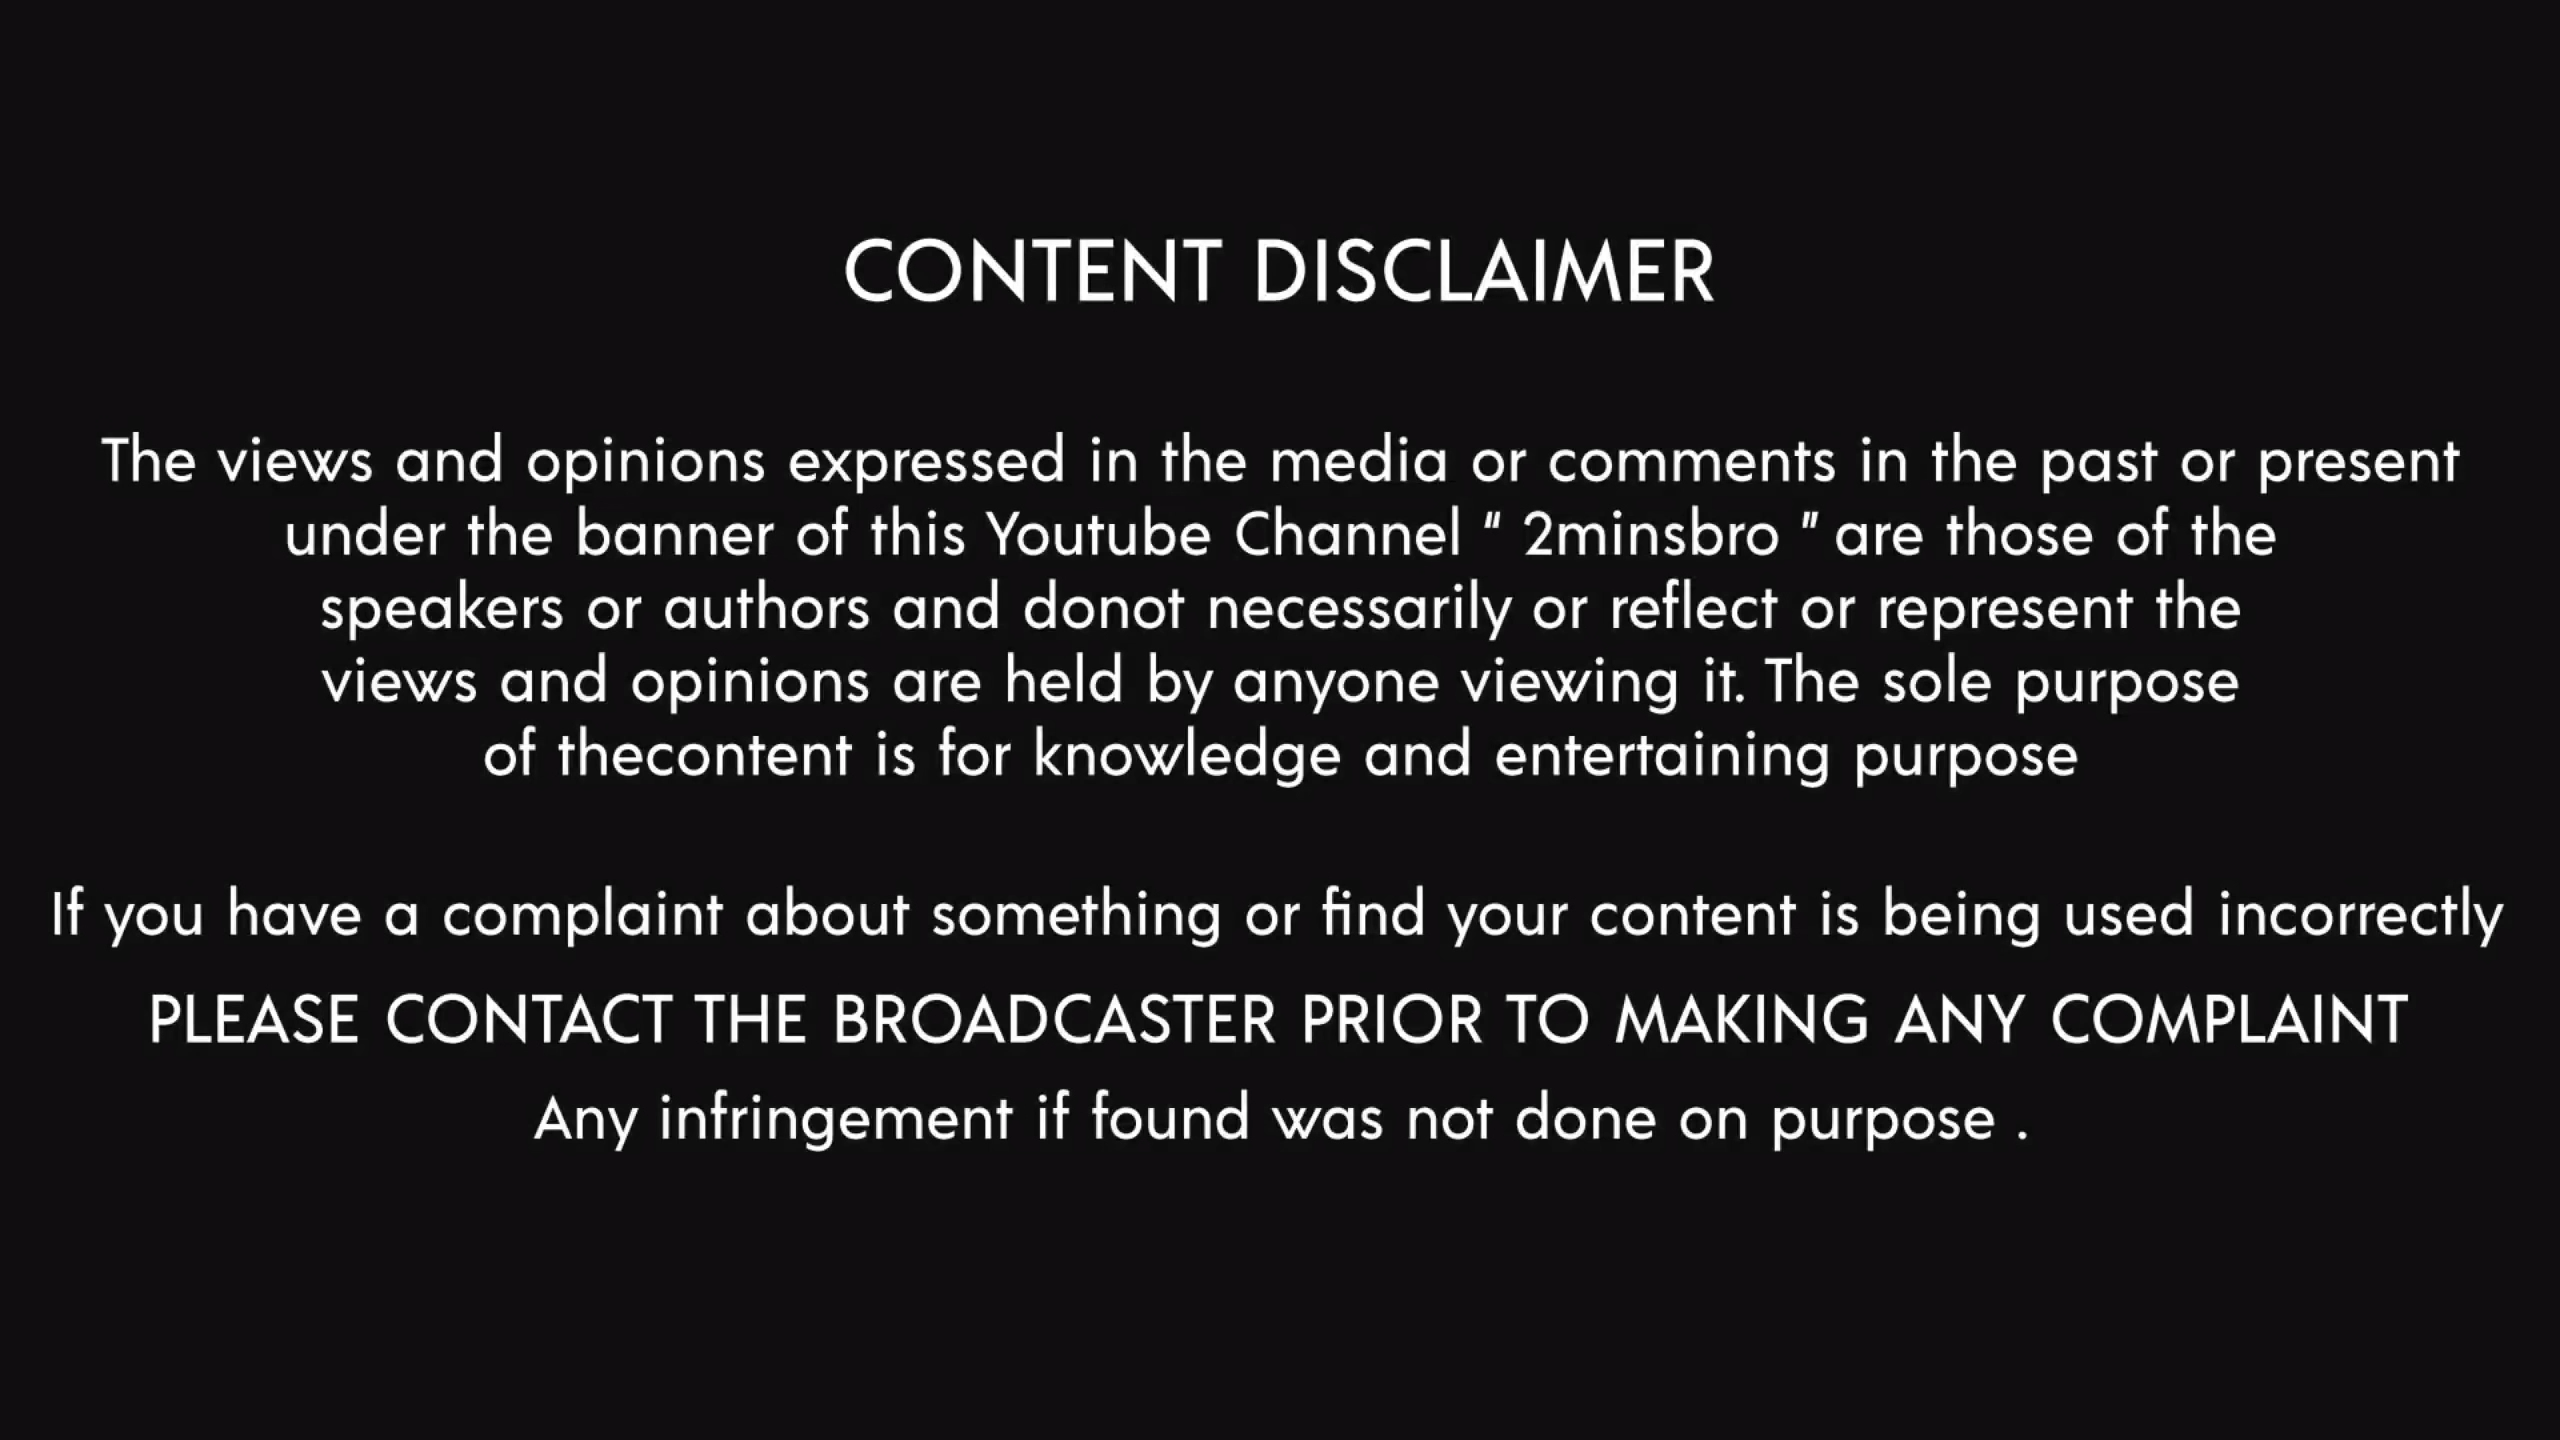 CONTENT DISCLAIMER
The views and opinions expressed in the media or comments in the past or present
under the banner of this Youtube Channel “ 2minsbro ” are those of the
speakers or authors and donot necessarily or reflect or represent the
views and opinions are held by anyone viewing it. The sole purpose
of thecontent is for knowledge and entertaining purpose
If you have a complaint about something or find your content is being used incorrectly
PLEASE CONTACT THE BROADCASTER PRIOR TO MAKING ANY COMPLAINT
Any infringement if found was not done on purpose .